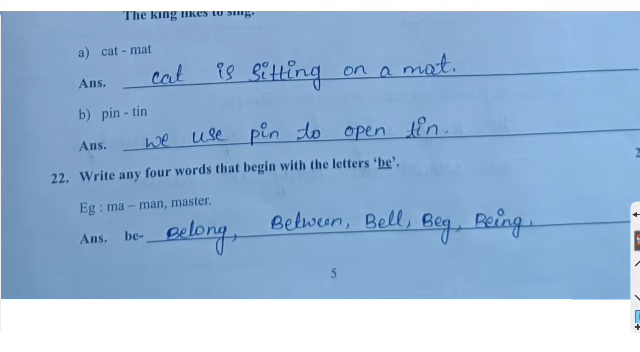 The king likes to sing.
a) cat - mat
Ans. cat is sitting on a mat.
b) pin - tin
Ans. we use pin to open tin.
22. Write any four words that begin with the letters ‘be’.
Eg : ma – man, master.
Ans. be- Belong, Between, Bell, Beg, Being.
5